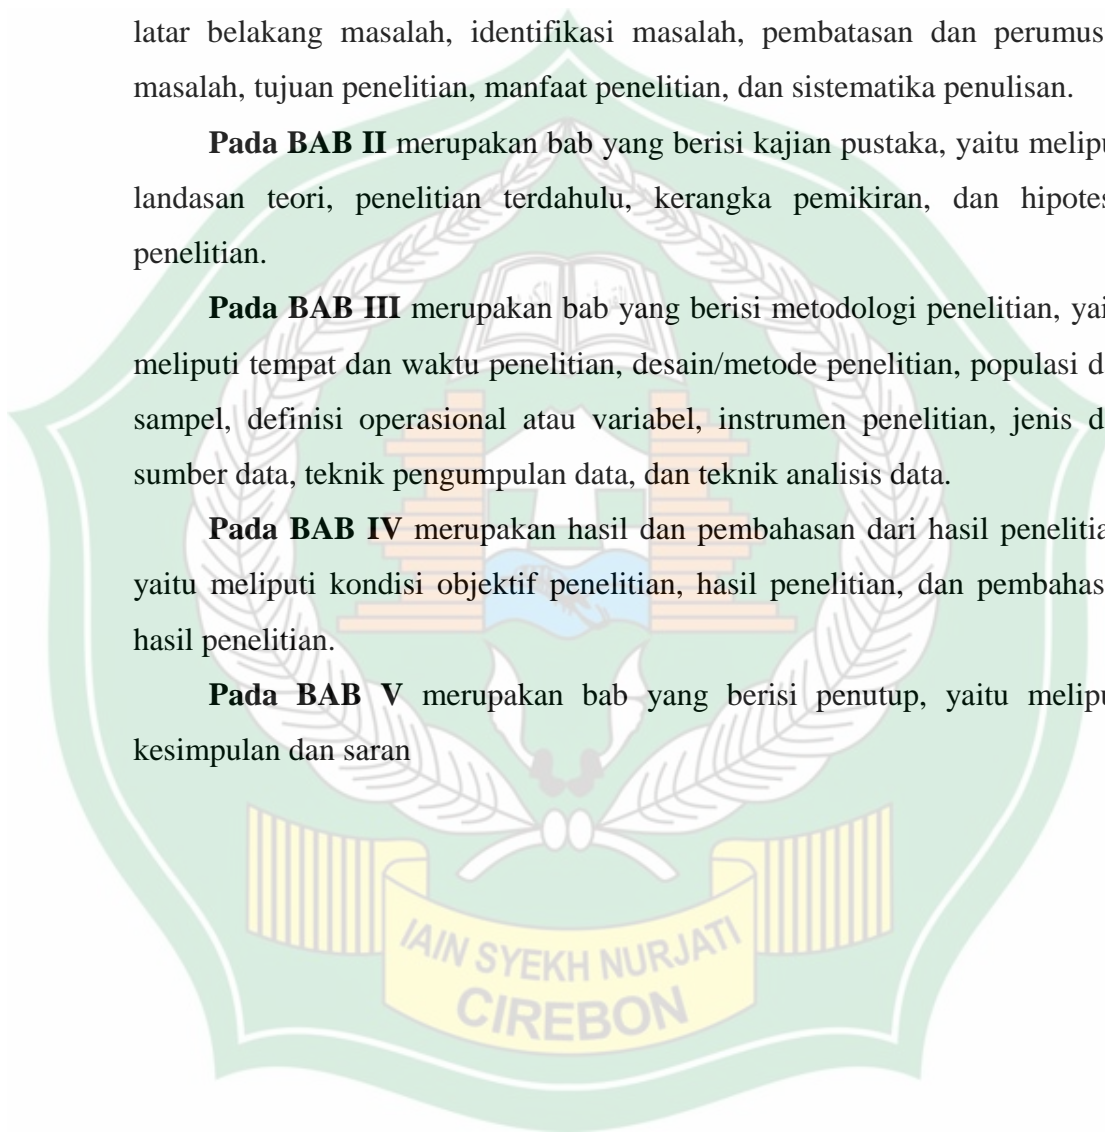 latar belakang masalah, identifikasi masalah, pembatasan dan perumus
masalah, tujuan penelitian, manfaat penelitian, dan sistematika penulisan.
Pada BAB II merupakan bab yang berisi kajian pustaka, yaitu melipu
landasan teori, penelitian terdahulu, kerangka pemikiran, dan hipotes
penelitian.
Pada BAB III merupakan bab yang berisi metodologi penelitian, yai
meliputi tempat dan waktu penelitian, desain/metode penelitian, populasi d
sampel, definisi operasional atau variabel, instrumen penelitian, jenis d
sumber data, teknik pengumpulan data, dan teknik analisis data.
Pada BAB IV merupakan hasil dan pembahasan dari hasil penelitia
yaitu meliputi kondisi objektif penelitian, hasil penelitian, dan pembahas
hasil penelitian.
Pada BAB V merupakan bab yang berisi penutup, yaitu melipu
kesimpulan dan saran
IAIN SYEKH NURJATI
CIREBON